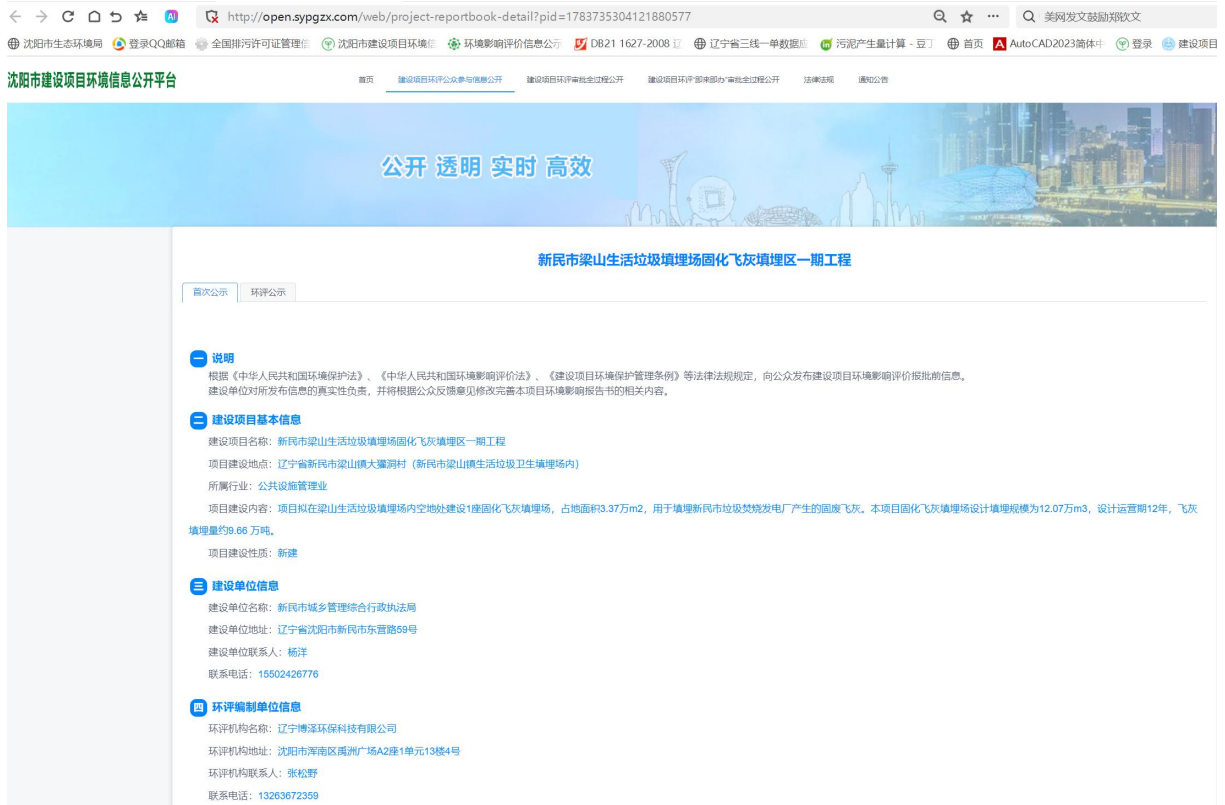 http://open.sypgzx.com/web/project-reportbook-detail?pid=1783735304121880577
美网发文鼓励郑钦文
沈阳市生态环境局 登录QQ邮箱 全国排污许可证管理信 沈阳市建设项目环境信 环境影响评价信息公示 DB21 1627-2008 辽 辽宁省三线一单数据应 污泥产生量计算 - 豆丁 首页 AutoCAD2023简体中 登录 建设项目
沈阳市建设项目环境信息公开平台
首页 建设项目环评公众参与信息公开 建设项目环评审批全过程公开 建设项目环评"即来即办"审批全过程公开 法律法规 通知公告
公开 透明 实时 高效
新民市梁山生活垃圾填埋场固化飞灰填埋区一期工程
首次公示 环评公示
一 说明
根据《中华人民共和国环境保护法》、《中华人民共和国环境影响评价法》、《建设项目环境保护管理条例》等法律法规规定，向公众发布建设项目环境影响评价报批前信息。
建设单位对所发布信息的真实性负责，并将根据公众反馈意见修改完善本项目环境影响报告书的相关内容。
二 建设项目基本信息
建设项目名称：新民市梁山生活垃圾填埋场固化飞灰填埋区一期工程
项目建设地点：辽宁省新民市梁山镇大獾洞村（新民市梁山镇生活垃圾卫生填埋场内）
所属行业：公共设施管理业
项目建设内容：项目拟在梁山生活垃圾填埋场内空地处建设1座固化飞灰填埋场，占地面积3.37万m2，用于填埋新民市垃圾焚烧发电厂产生的固废飞灰。本项目固化飞灰填埋场设计填埋规模为12.07万m3，设计运营期12年，飞灰
填埋量约9.66 万吨。
项目建设性质：新建
三 建设单位信息
建设单位名称：新民市城乡管理综合行政执法局
建设单位地址：辽宁省沈阳市新民市东营路59号
建设单位联系人：杨洋
联系电话：15502426776
四 环评编制单位信息
环评机构名称：辽宁博泽环保科技有限公司
环评机构地址：沈阳市浑南区禹洲广场A2座1单元13楼4号
环评机构联系人：张松野
联系电话：13263672359